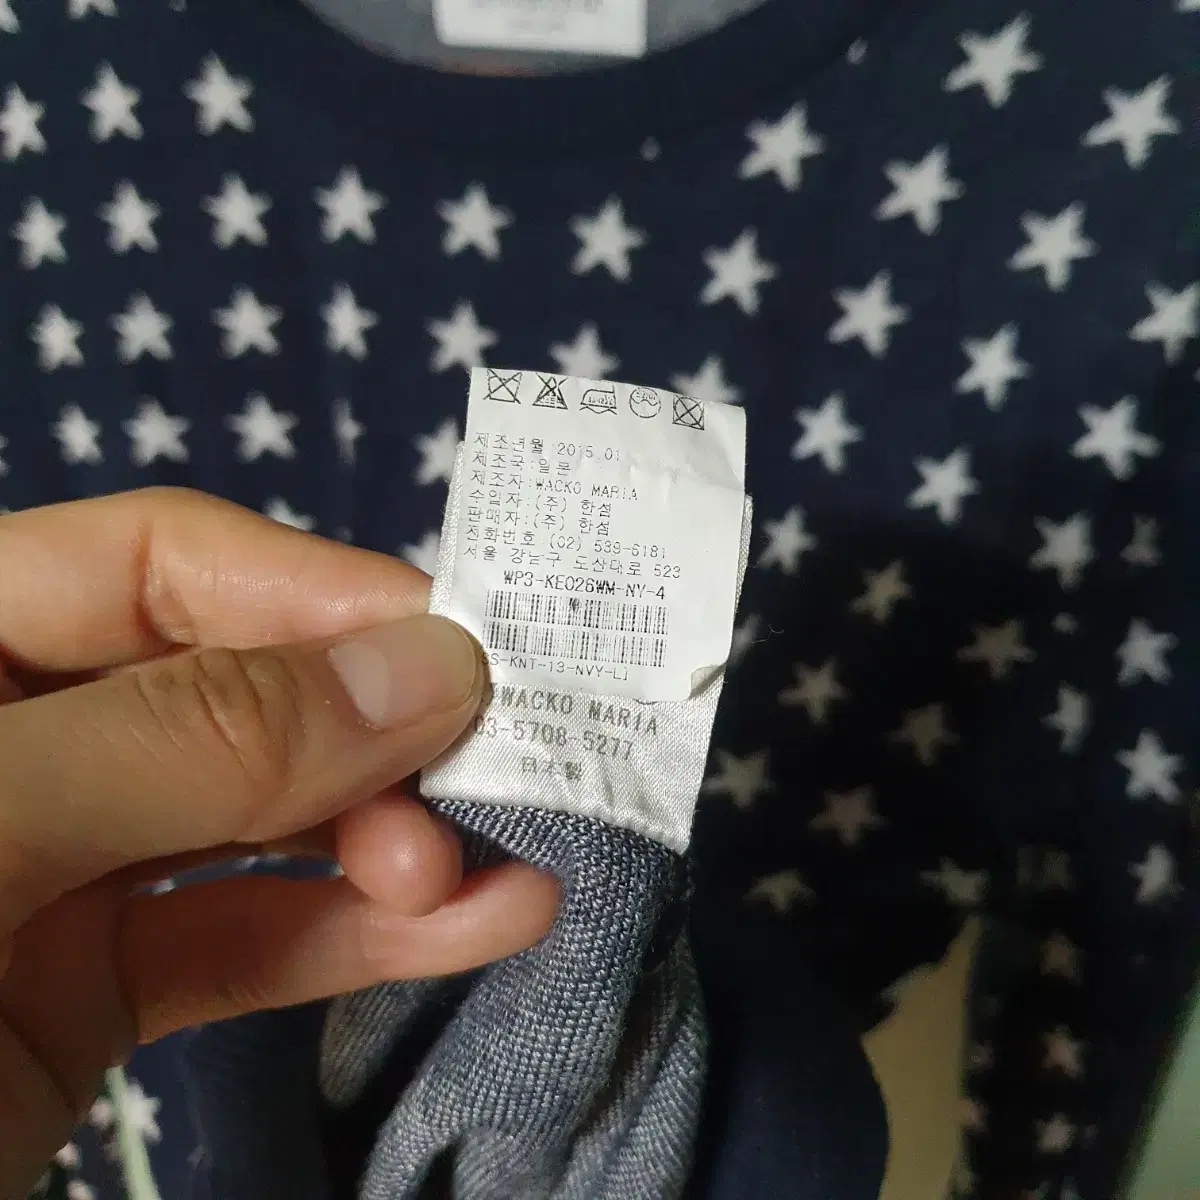 제조년월 2015.01
제조국:일본
제조자:WACKO MARIA
수입자:(주) 한섬
판매자:(주) 한섬
전화번호 (02) 539-6181
서울 강남구 도산대로 523
WP3-KE026WM-NY-4
SS-KNT-13-NVY-L]
WACKO MARIA
03-5708-5277
日本製